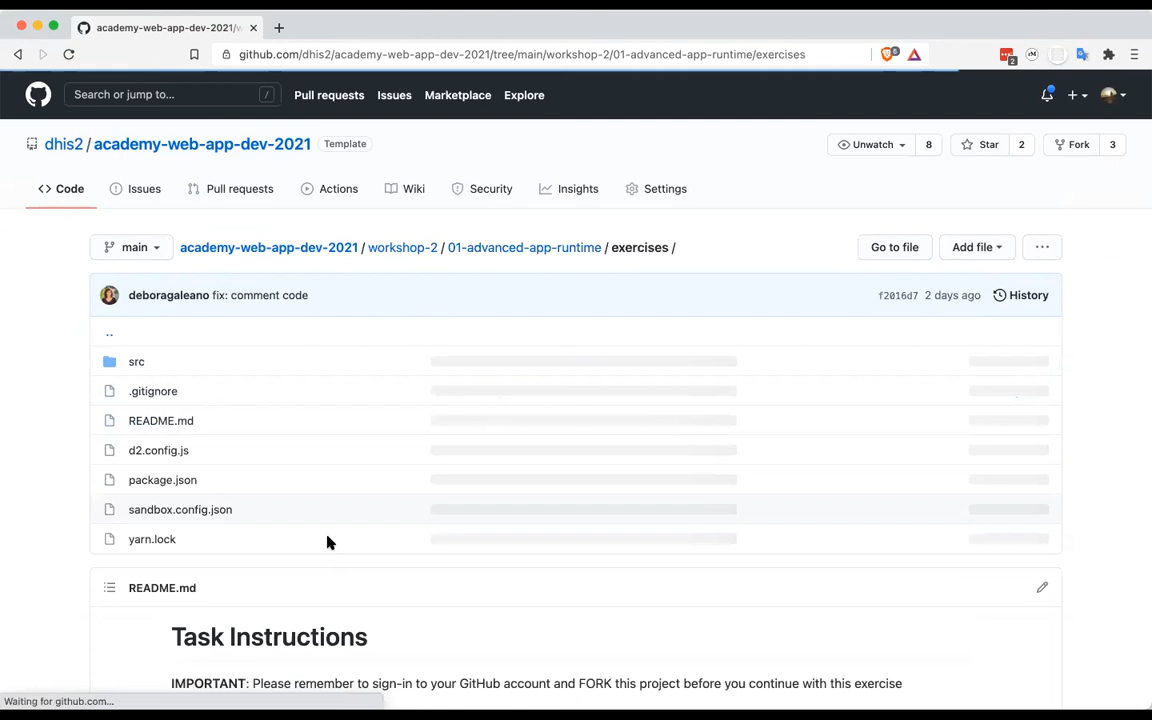 academy-web-app-dev-2021/w
github.com/dhis2/academy-web-app-dev-2021/tree/main/workshop-2/01-advanced-app-runtime/exercises
6
2
Search or jump to...
/
Pull requests
Issues
Marketplace
Explore
dhis2 / academy-web-app-dev-2021
Template
Unwatch
8
Star
2
Fork
3
Code
Issues
Pull requests
Actions
Wiki
Security
Insights
Settings
main
academy-web-app-dev-2021 / workshop-2 / 01-advanced-app-runtime / exercises /
Go to file
Add file
...
deboragaleano fix: comment code
f2016d7 2 days ago
History
..
src
.gitignore
README.md
d2.config.js
package.json
sandbox.config.json
yarn.lock
README.md
Task Instructions
IMPORTANT: Please remember to sign-in to your GitHub account and FORK this project before you continue with this exercise
Waiting for github.com...